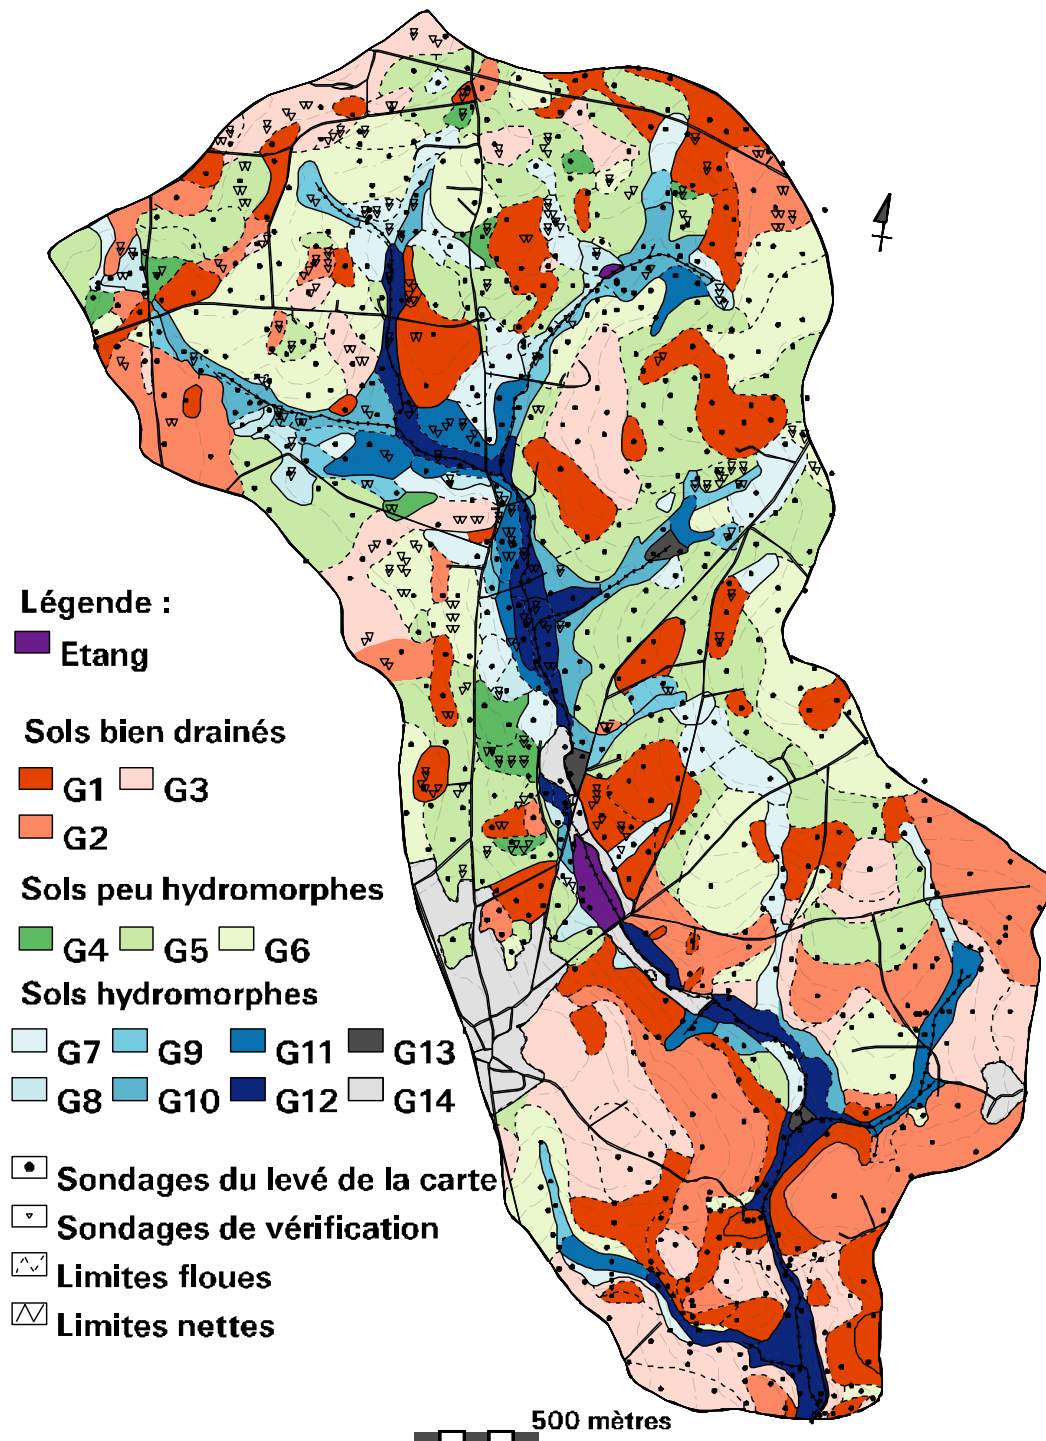 Légende :
Etang
Sols bien drainés
G1 G3
G2
Sols peu hydromorphes
G4 G5 G6
Sols hydromorphes
G7 G9 G11 G13
G8 G10 G12 G14
Sondages du levé de la carte
Sondages de vérification
Limites floues
Limites nettes
500 mètres